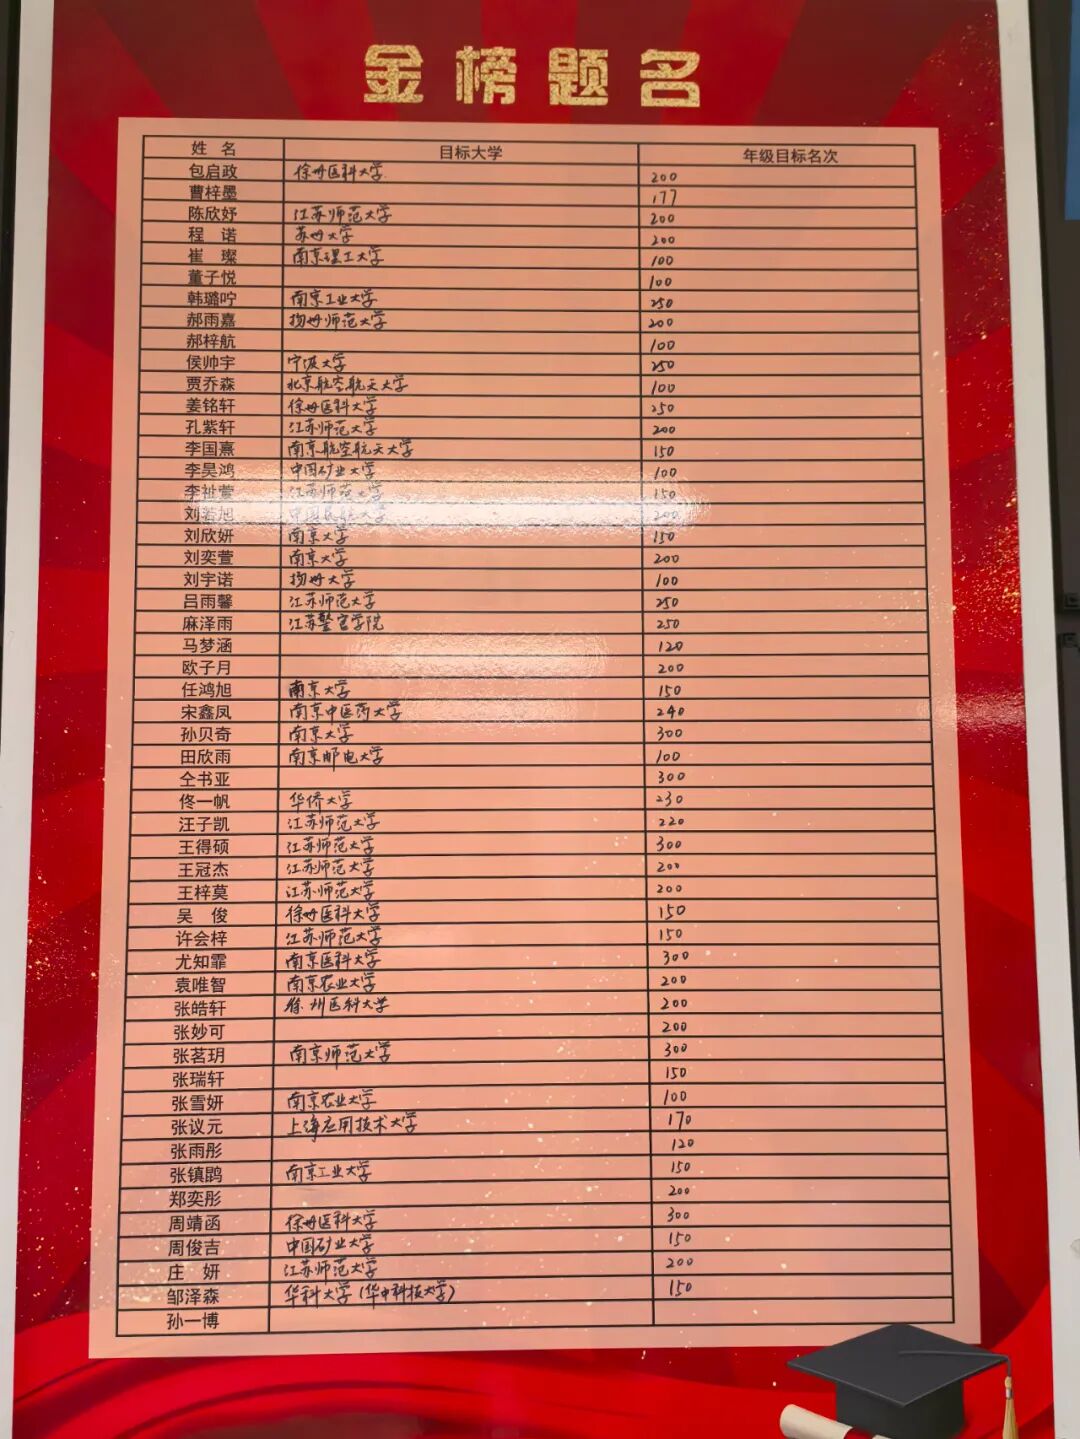 金榜题名
姓 名 目标大学 年级目标名次
包启政 徐州医科大学 200
曹梓墨 177
陈欣妤 江苏师范大学 200
程 诺 苏州大学 200
崔 璨 南京理工大学 100
董子悦 100
韩璐咛 南京工业大学 250
郝雨嘉 扬州师范大学 200
郝梓航 100
侯帅宇 宁波大学 250
贾乔森 北京航空航天大学 100
姜铭轩 徐州医科大学 250
孔紫轩 江苏师范大学 200
李国熹 南京航空航天大学 150
李昊鸿 中国矿业大学 100
李祉萱 江苏师范大学 150
刘若旭 中国民航大学 200
刘欣妍 南京大学 150
刘奕萱 南京大学 200
刘宇诺 扬州大学 100
吕雨馨 江苏师范大学 250
麻泽雨 江苏警官学院 250
马梦涵 120
欧子月 200
任鸿旭 南京大学 150
宋鑫凤 南京中医药大学 240
孙贝奇 南京大学 300
田欣雨 南京邮电大学 100
仝书亚 300
佟一帆 华侨大学 230
汪子凯 江苏师范大学 220
王得硕 江苏师范大学 300
王冠杰 江苏师范大学 200
王梓莫 江苏师范大学 200
吴 俊 徐州医科大学 150
许会梓 江苏师范大学 150
尤知霏 南京医科大学 300
袁唯智 南京农业大学 200
张皓轩 徐州医科大学 200
张妙可 200
张茗玥 南京师范大学 300
张瑞轩 150
张雪妍 南京农业大学 100
张议元 上海应用技术大学 170
张雨彤 120
张镇鹍 南京工业大学 150
郑奕彤 200
周靖函 徐州医科大学 300
周俊吉 中国矿业大学 150
庄 妍 江苏师范大学 200
邹泽森 华科大学(华中科技大学) 150
孙一博